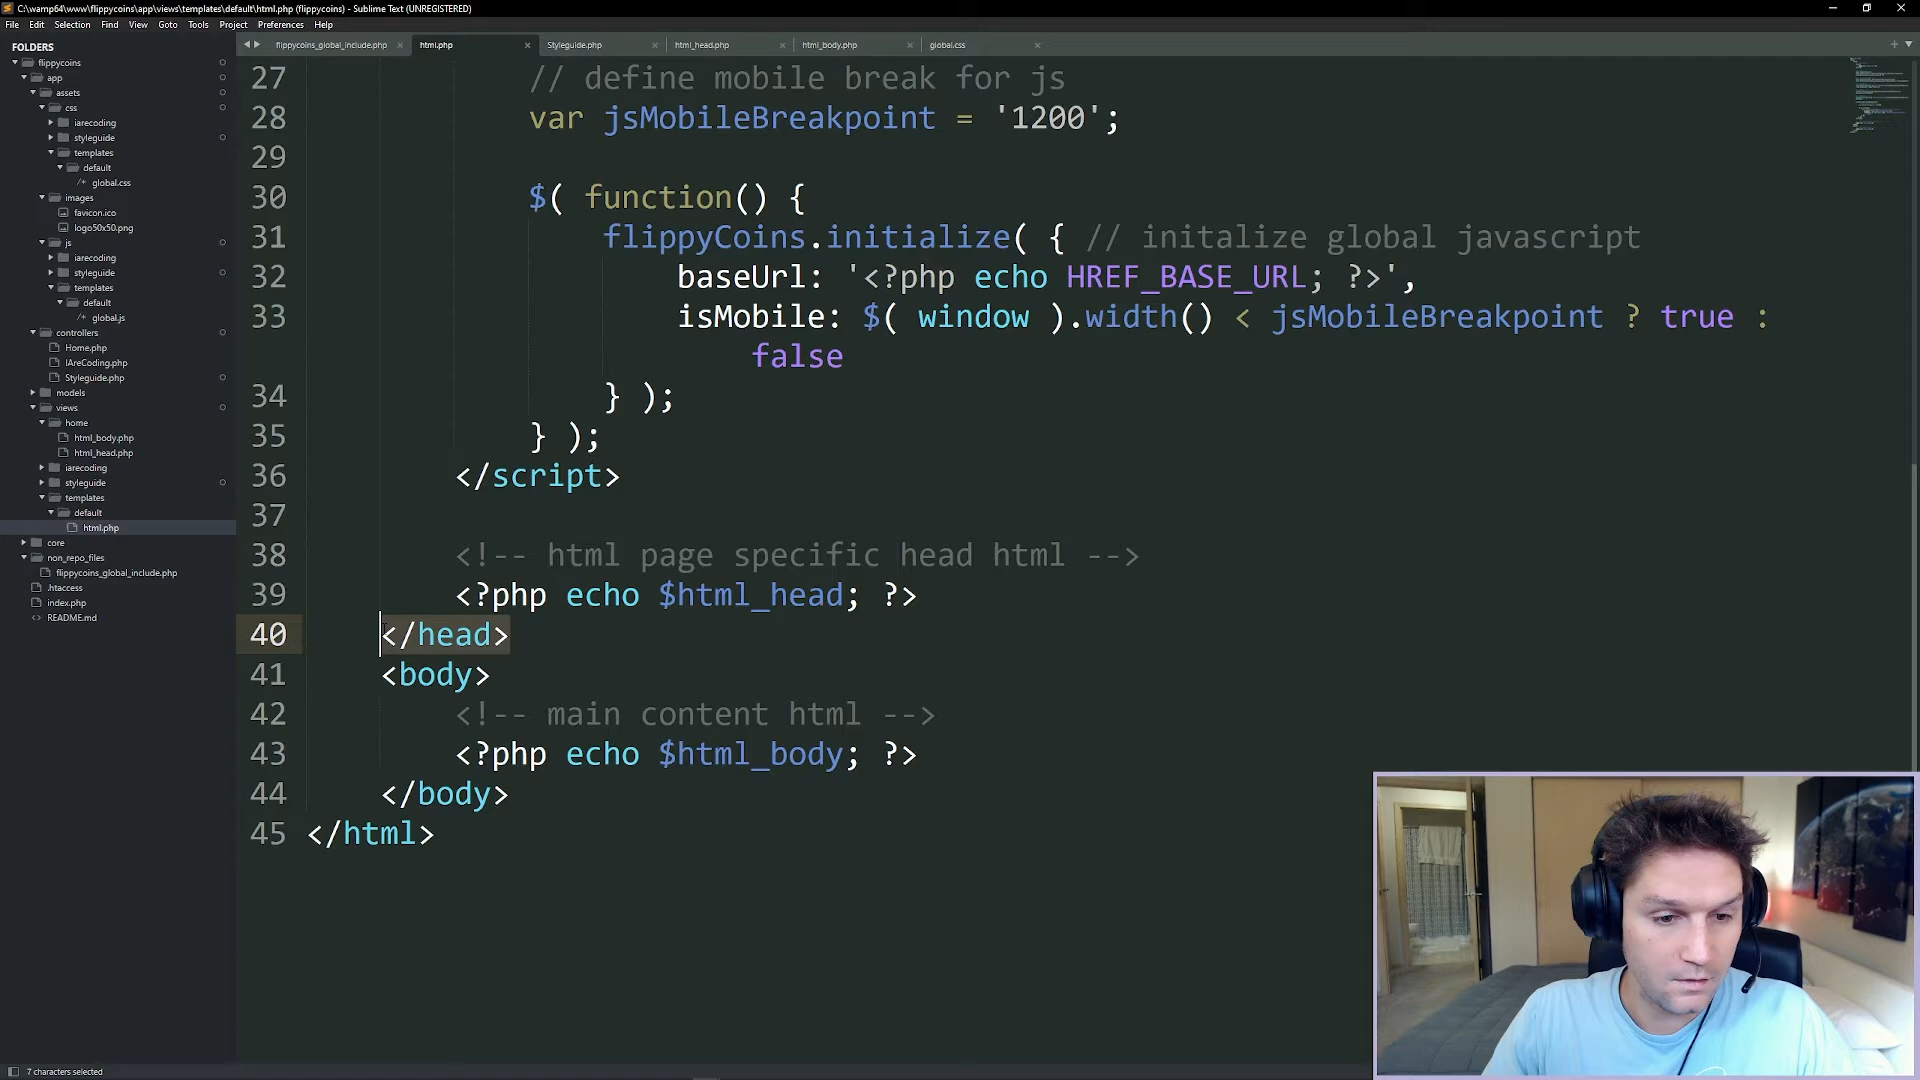 C:\wamp64\www\flippycoins\app\views\templates\default\html.php (flippycoins) - Sublime Text (UNREGISTERED)
File Edit Selection Find View Goto Tools Project Preferences Help
FOLDERS
flippycoins
app
assets
css
iarecoding
styleguide
templates
default
global.css
images
favicon.ico
logo50x50.png
js
iarecoding
styleguide
templates
default
global.js
controllers
Home.php
IAreCoding.php
Styleguide.php
models
views
home
html_body.php
html_head.php
iarecoding
styleguide
templates
default
html.php
core
non_repo_files
flippycoins_global_include.php
.htaccess
index.php
README.md
flippycoins_global_include.php html.php Styleguide.php html_head.php html_body.php global.css
27 // define mobile break for js
28 var jsMobileBreakpoint = '1200';
29
30 $( function() {
31 flippyCoins.initialize( { // initalize global javascript
32 baseUrl: '<?php echo HREF_BASE_URL; ?>',
33 isMobile: $( window ).width() < jsMobileBreakpoint ? true :
false
34 } );
35 } );
36 </script>
37
38 <!-- html page specific head html -->
39 <?php echo $html_head; ?>
40 </head>
41 <body>
42 <!-- main content html -->
43 <?php echo $html_body; ?>
44 </body>
45 </html>
7 characters selected